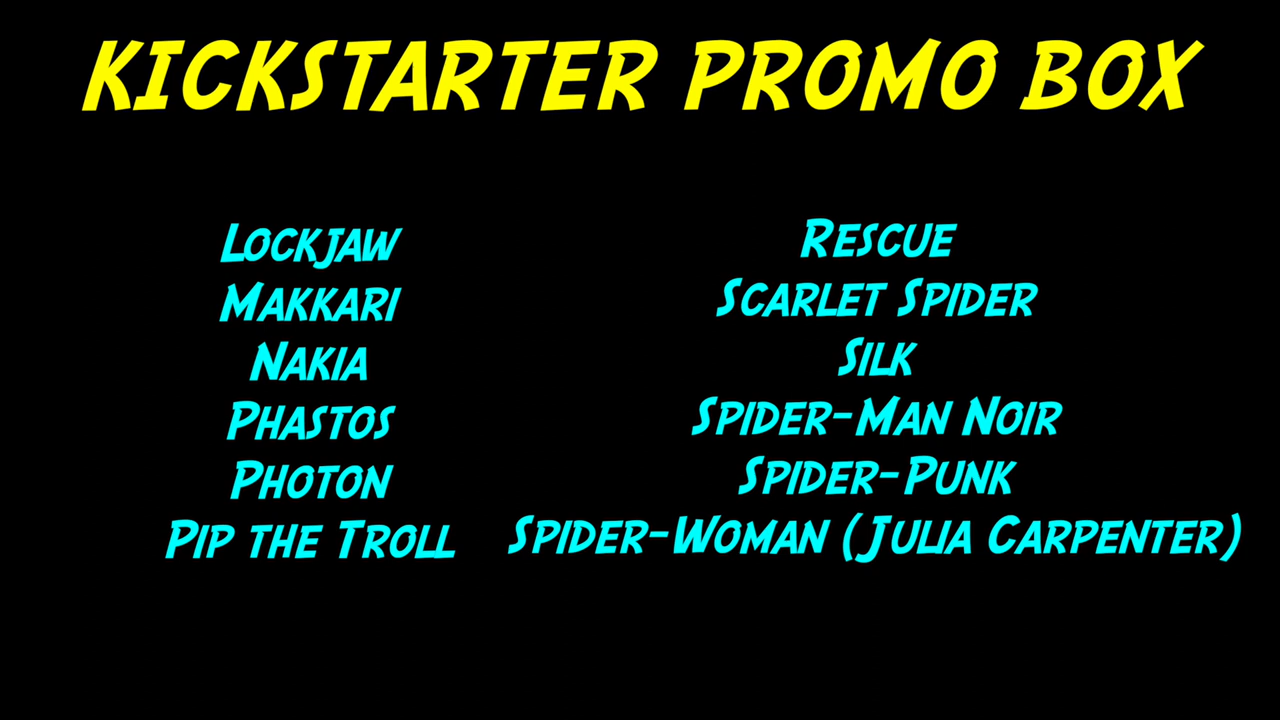 KICKSTARTER PROMO BOX
Lockjaw
Makkari
Nakia
Phastos
Photon
Pip the Troll
Rescue
Scarlet Spider
Silk
Spider-Man Noir
Spider-Punk
Spider-Woman (Julia Carpenter)